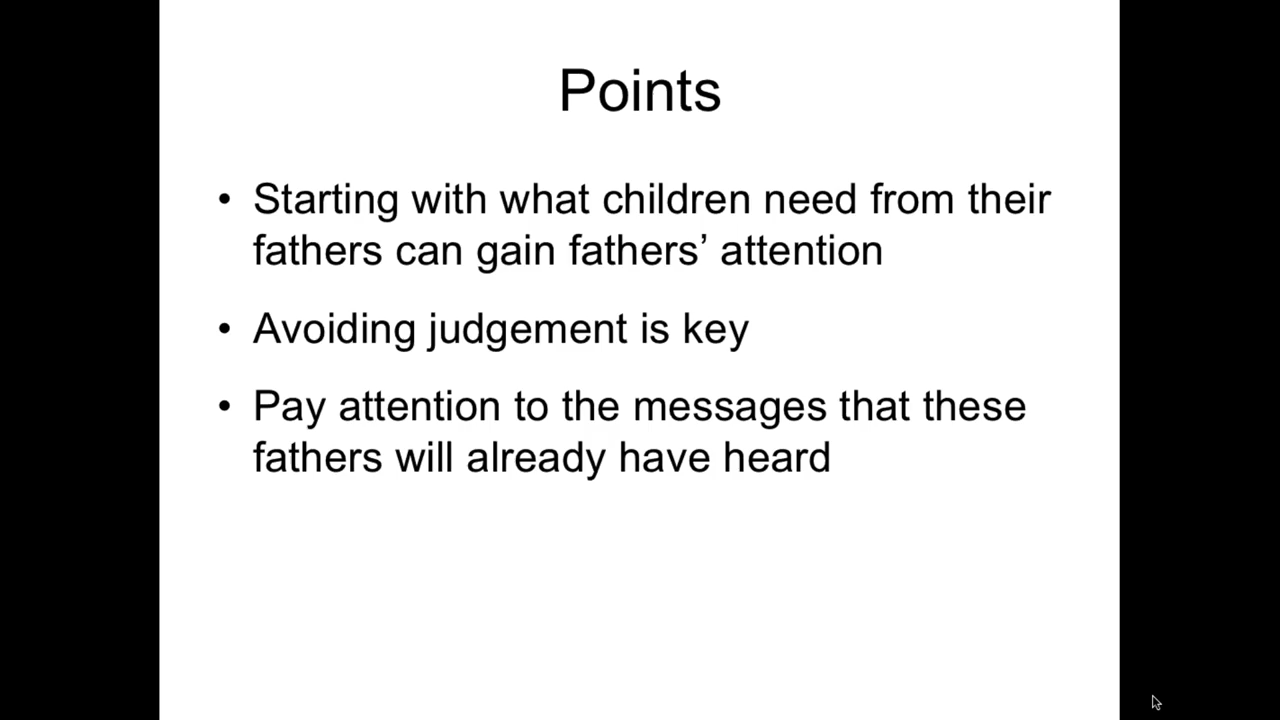 Points
• Starting with what children need from their
fathers can gain fathers’ attention
• Avoiding judgement is key
• Pay attention to the messages that these
fathers will already have heard